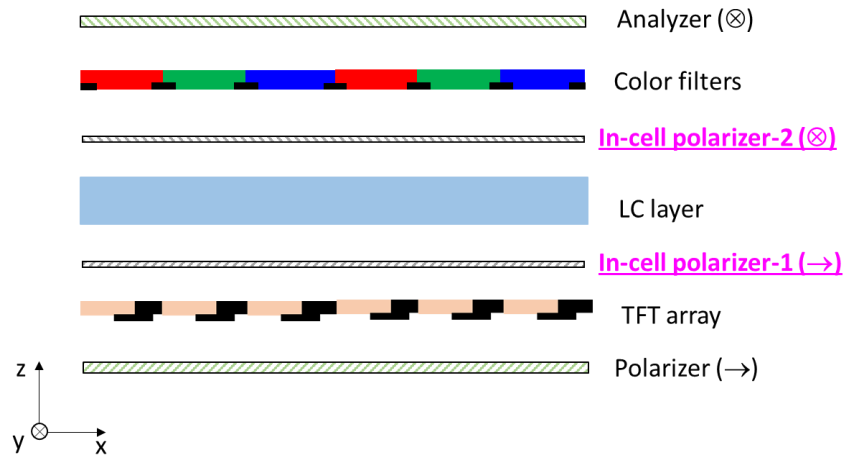 Analyzer (⊗)
Color filters
In-cell polarizer-2 (⊗)
LC layer
In-cell polarizer-1 (→)
TFT array
Polarizer (→)
z
y
x